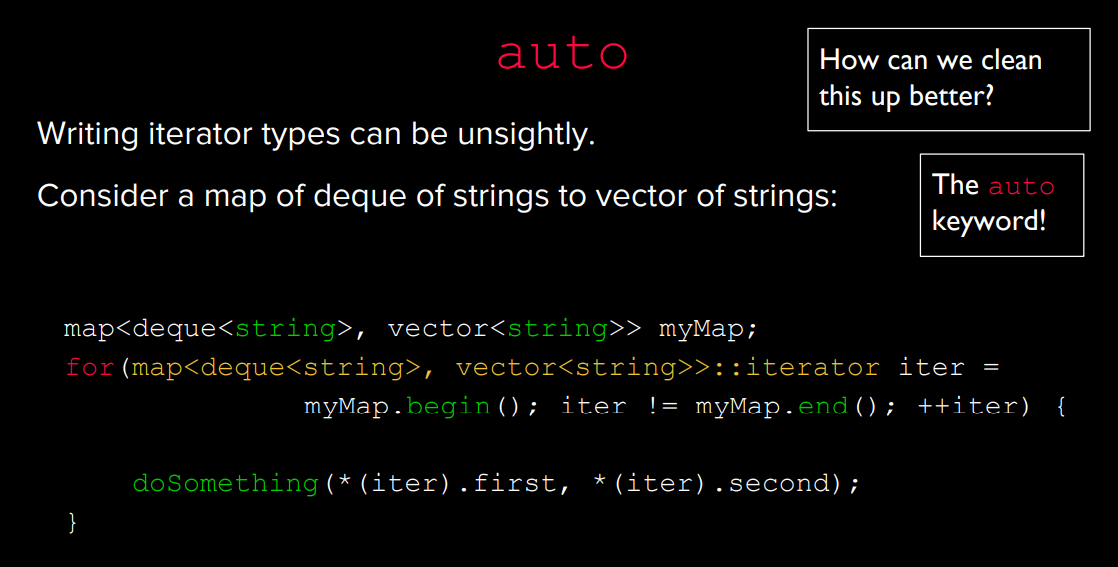 auto
How can we clean
this up better?
Writing iterator types can be unsightly.
The auto
keyword!
Consider a map of deque of strings to vector of strings:
map<deque<string>, vector<string>> myMap;
for(map<deque<string>, vector<string>>::iterator iter =
myMap.begin(); iter != myMap.end(); ++iter) {
doSomething(*(iter).first, *(iter).second);
}